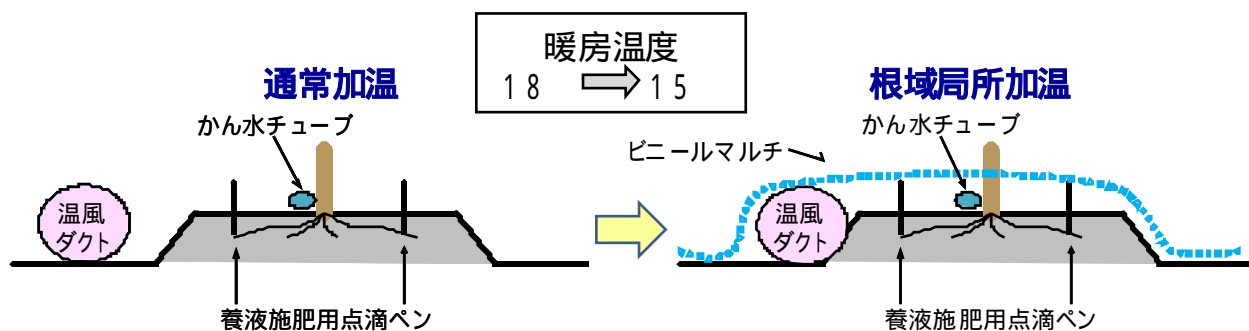 暖房温度
18 15
通常加温
かん水チューブ
温風
ダクト
養液施肥用点滴ペン
根域局所加温
かん水チューブ
ビニールマルチ
温風
ダクト
養液施肥用点滴ペン